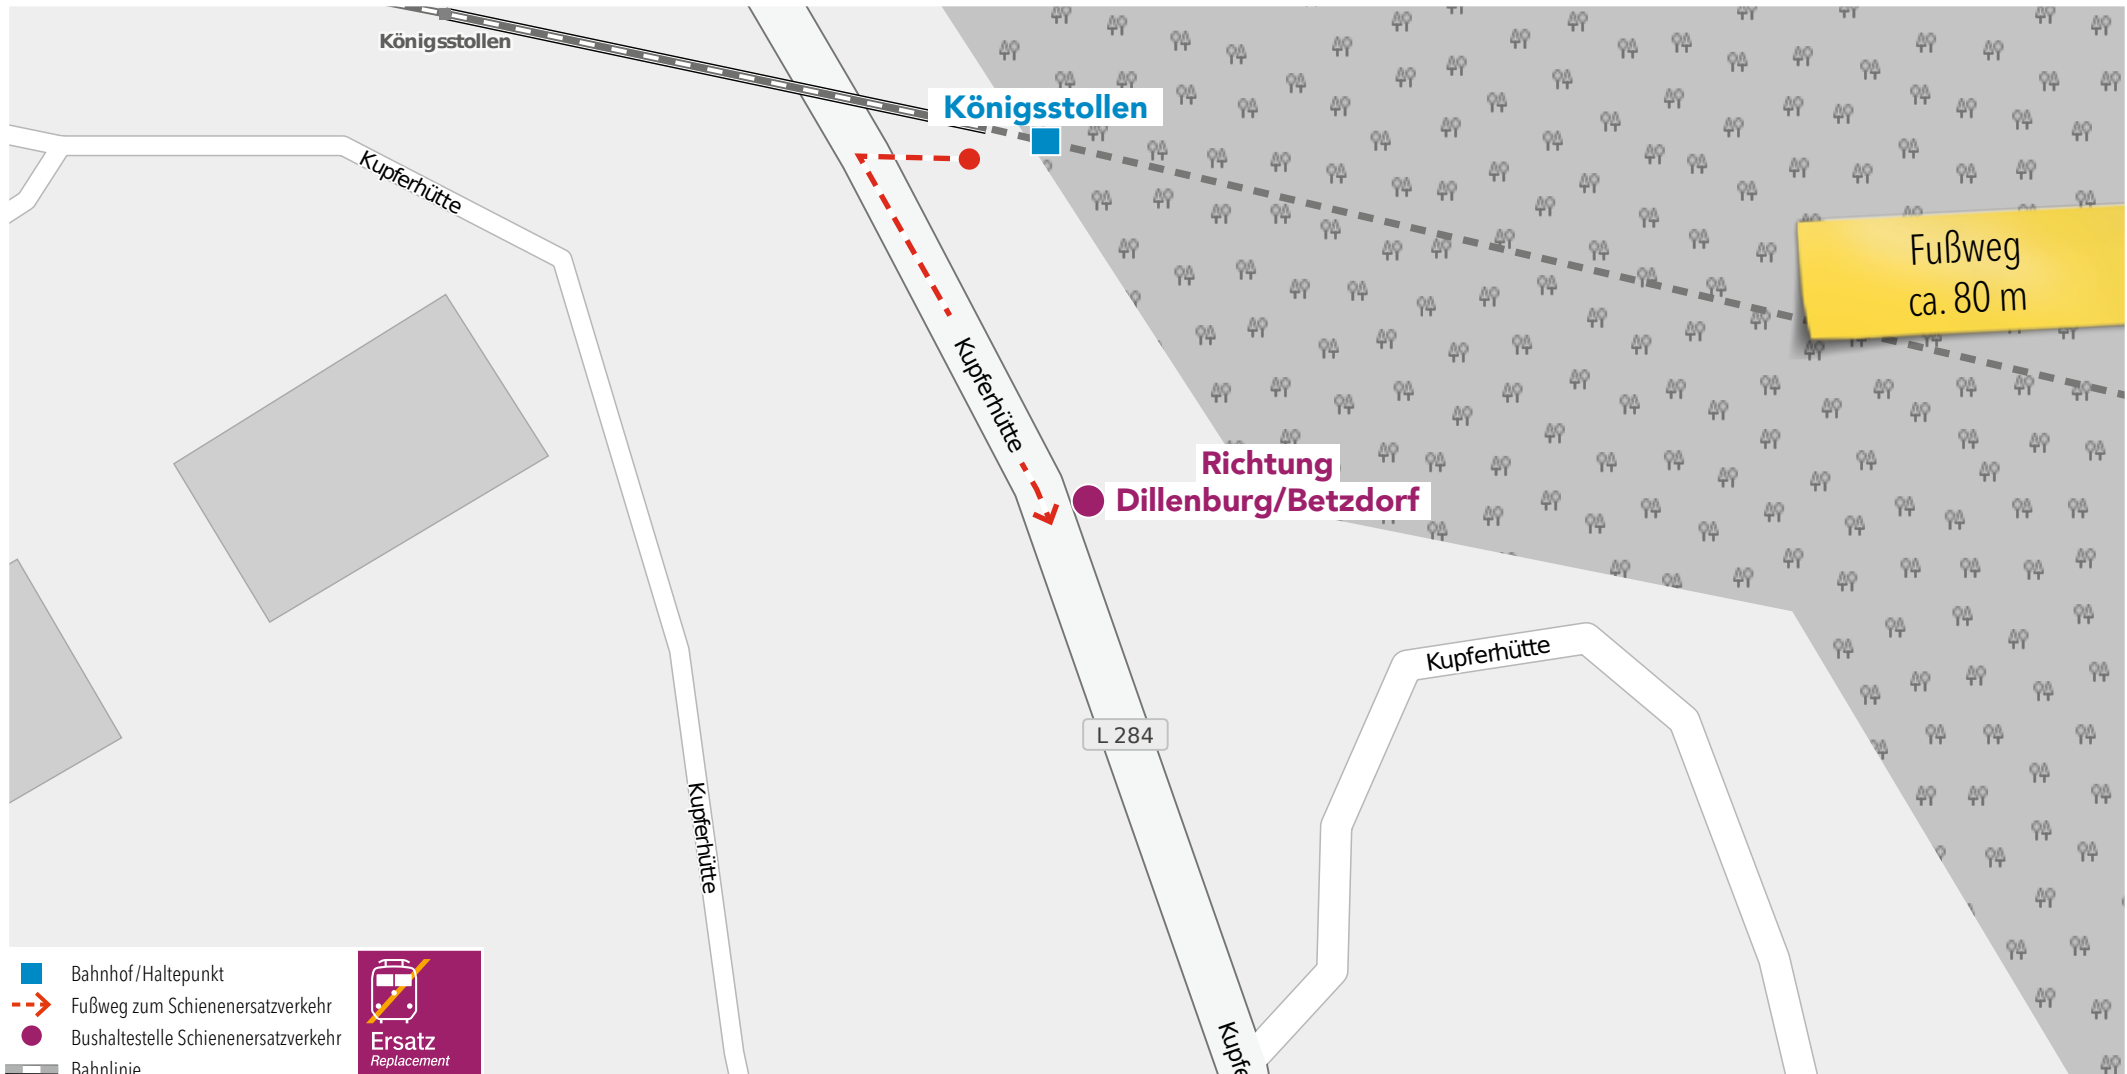 Königsstollen
Königsstollen
Kupferhütte
Fußweg
ca. 80 m
Kupferhütte
Richtung
Dillenburg/Betzdorf
Kupferhütte
L 284
Kupferhütte
Kupfe
Bahnhof/Haltepunkt
Fußweg zum Schienenersatzverkehr
Bushaltestelle Schienenersatzverkehr
Bahnlinie
Ersatz
Replacement